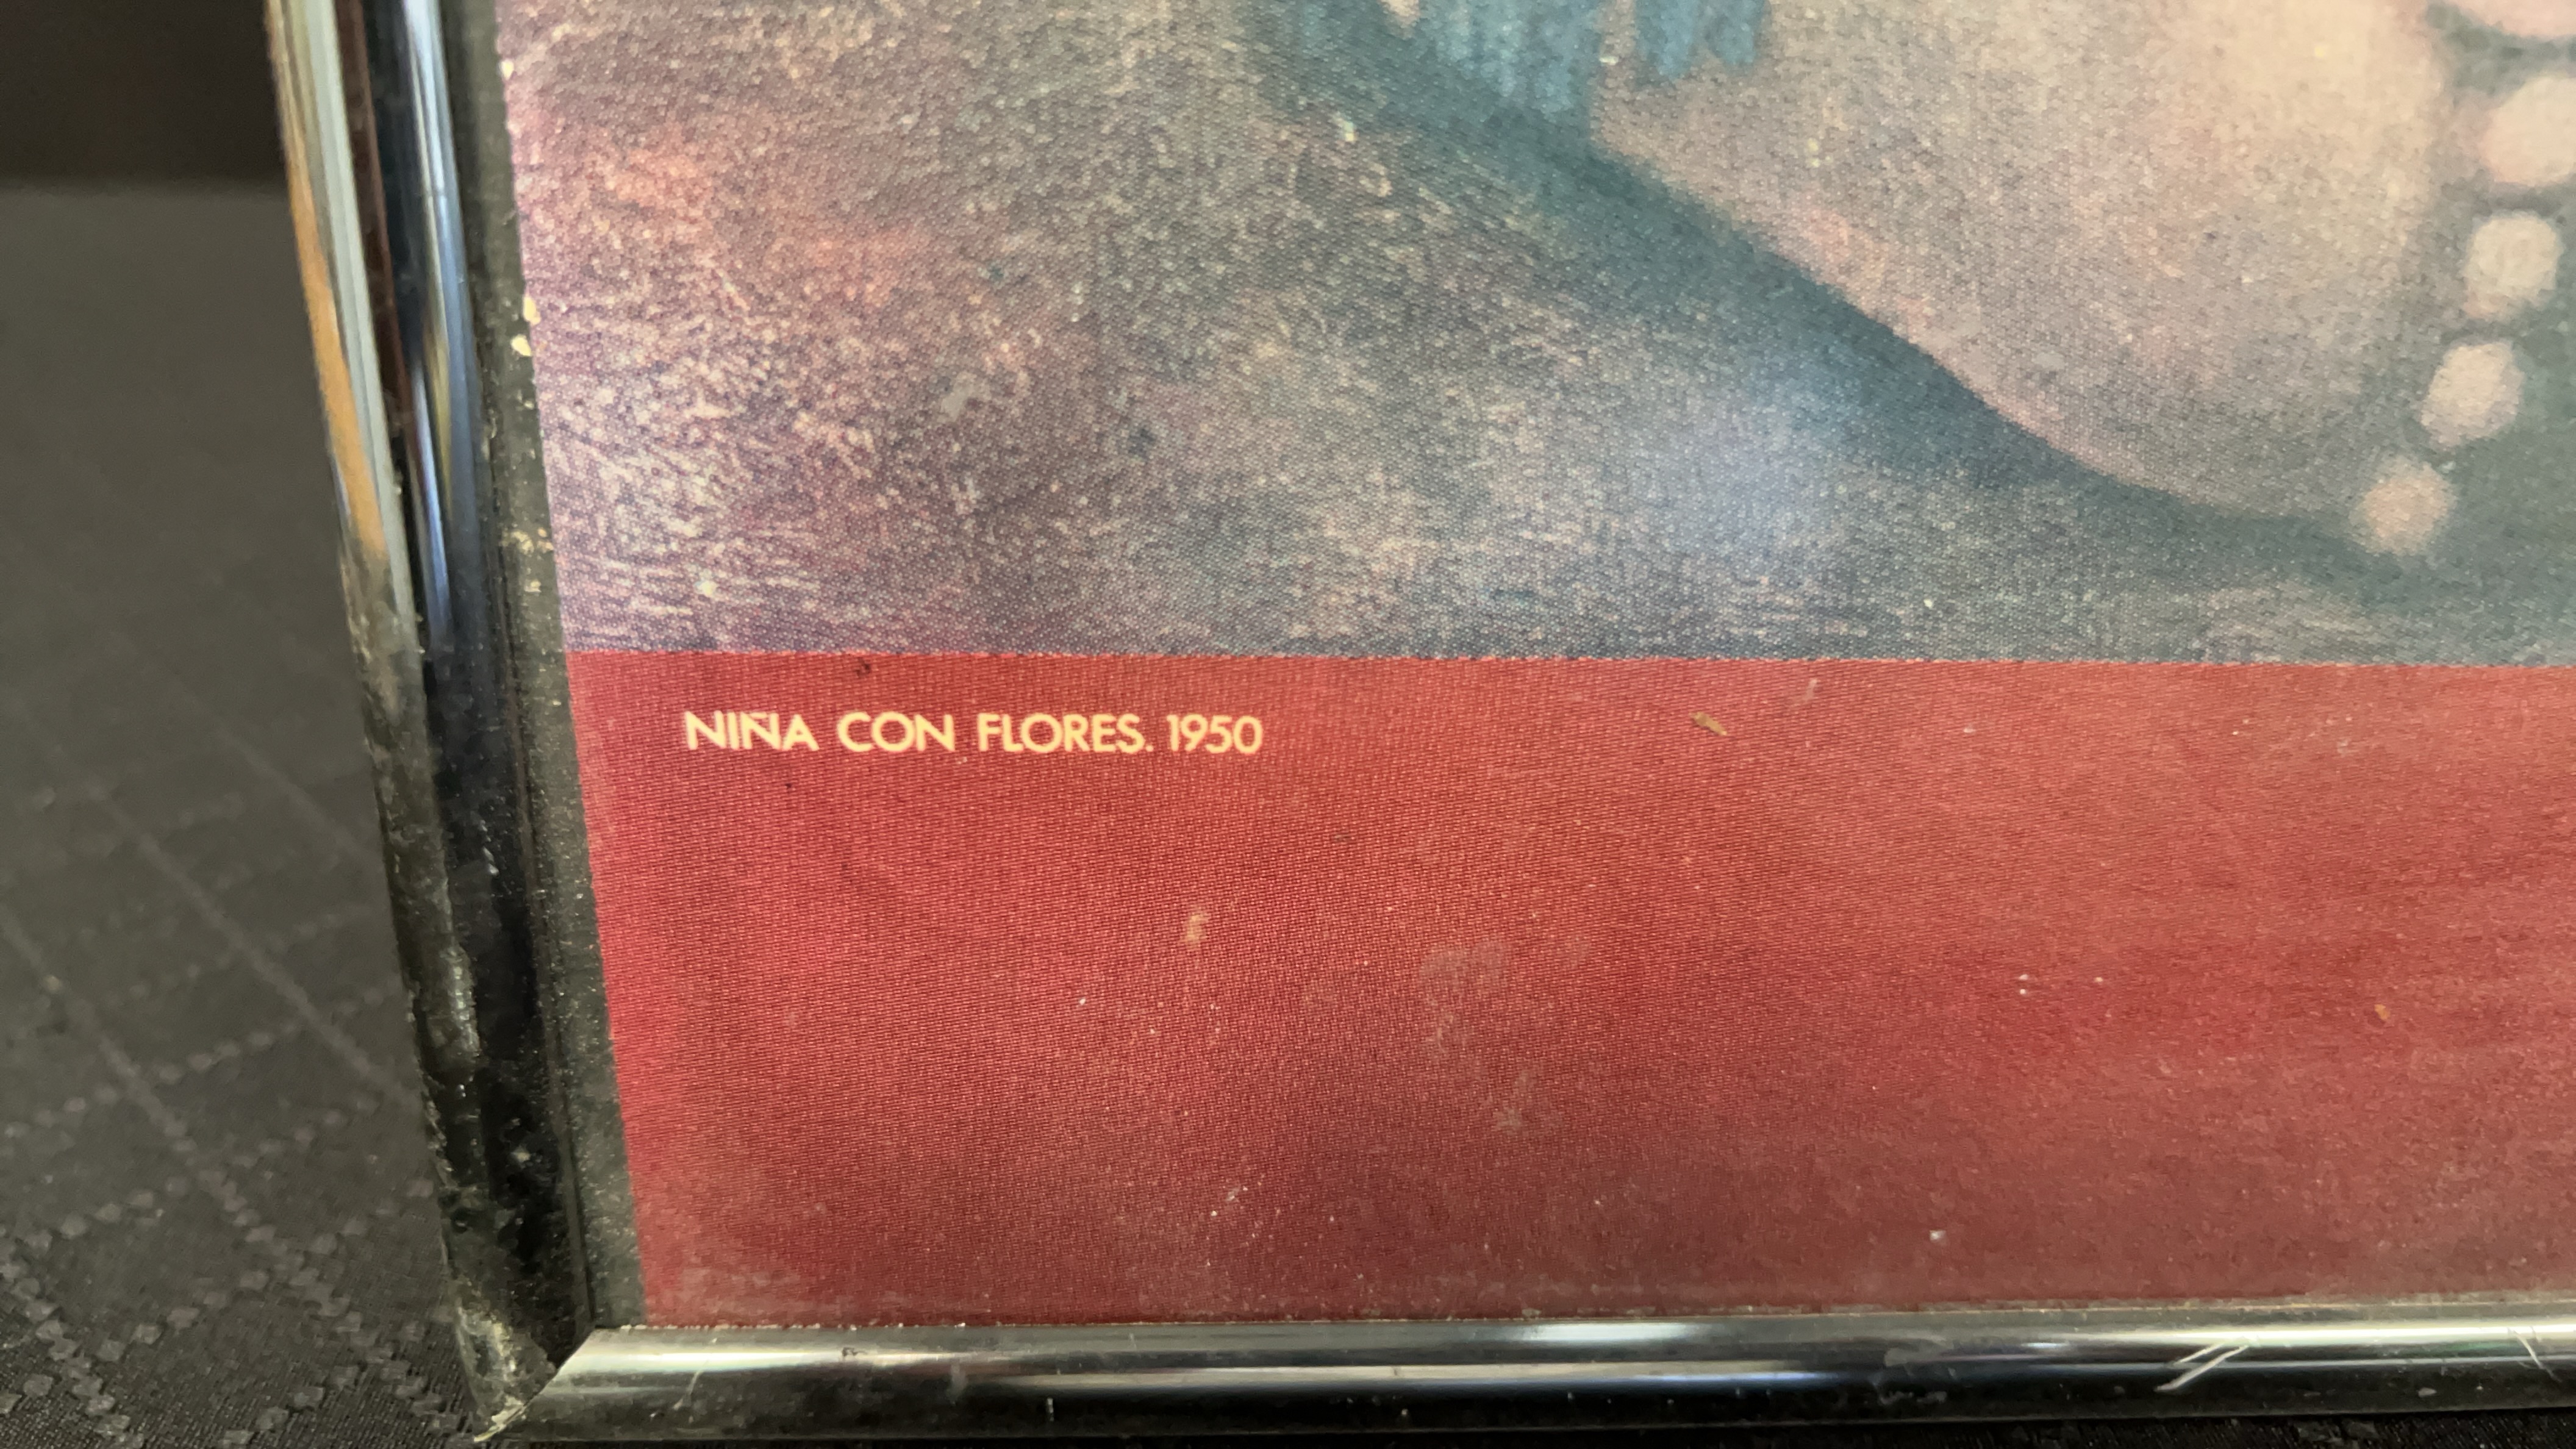 NIÑA CON FLORES. 1950